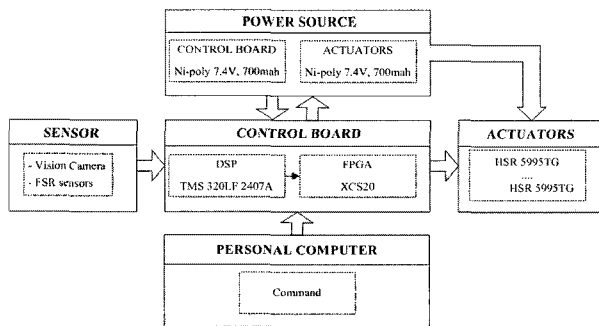 POWER SOURCE
CONTROL BOARD
Ni-poly 7.4V, 700mah
ACTUATORS
Ni-poly 7.4V, 700mah
SENSOR
- Vision Camera
- FSR sensors
CONTROL BOARD
DSP
TMS 320LF 2407A
FPGA
XCS20
ACTUATORS
HSR 5995TG
....
HSR 5995TG
PERSONAL COMPUTER
Command